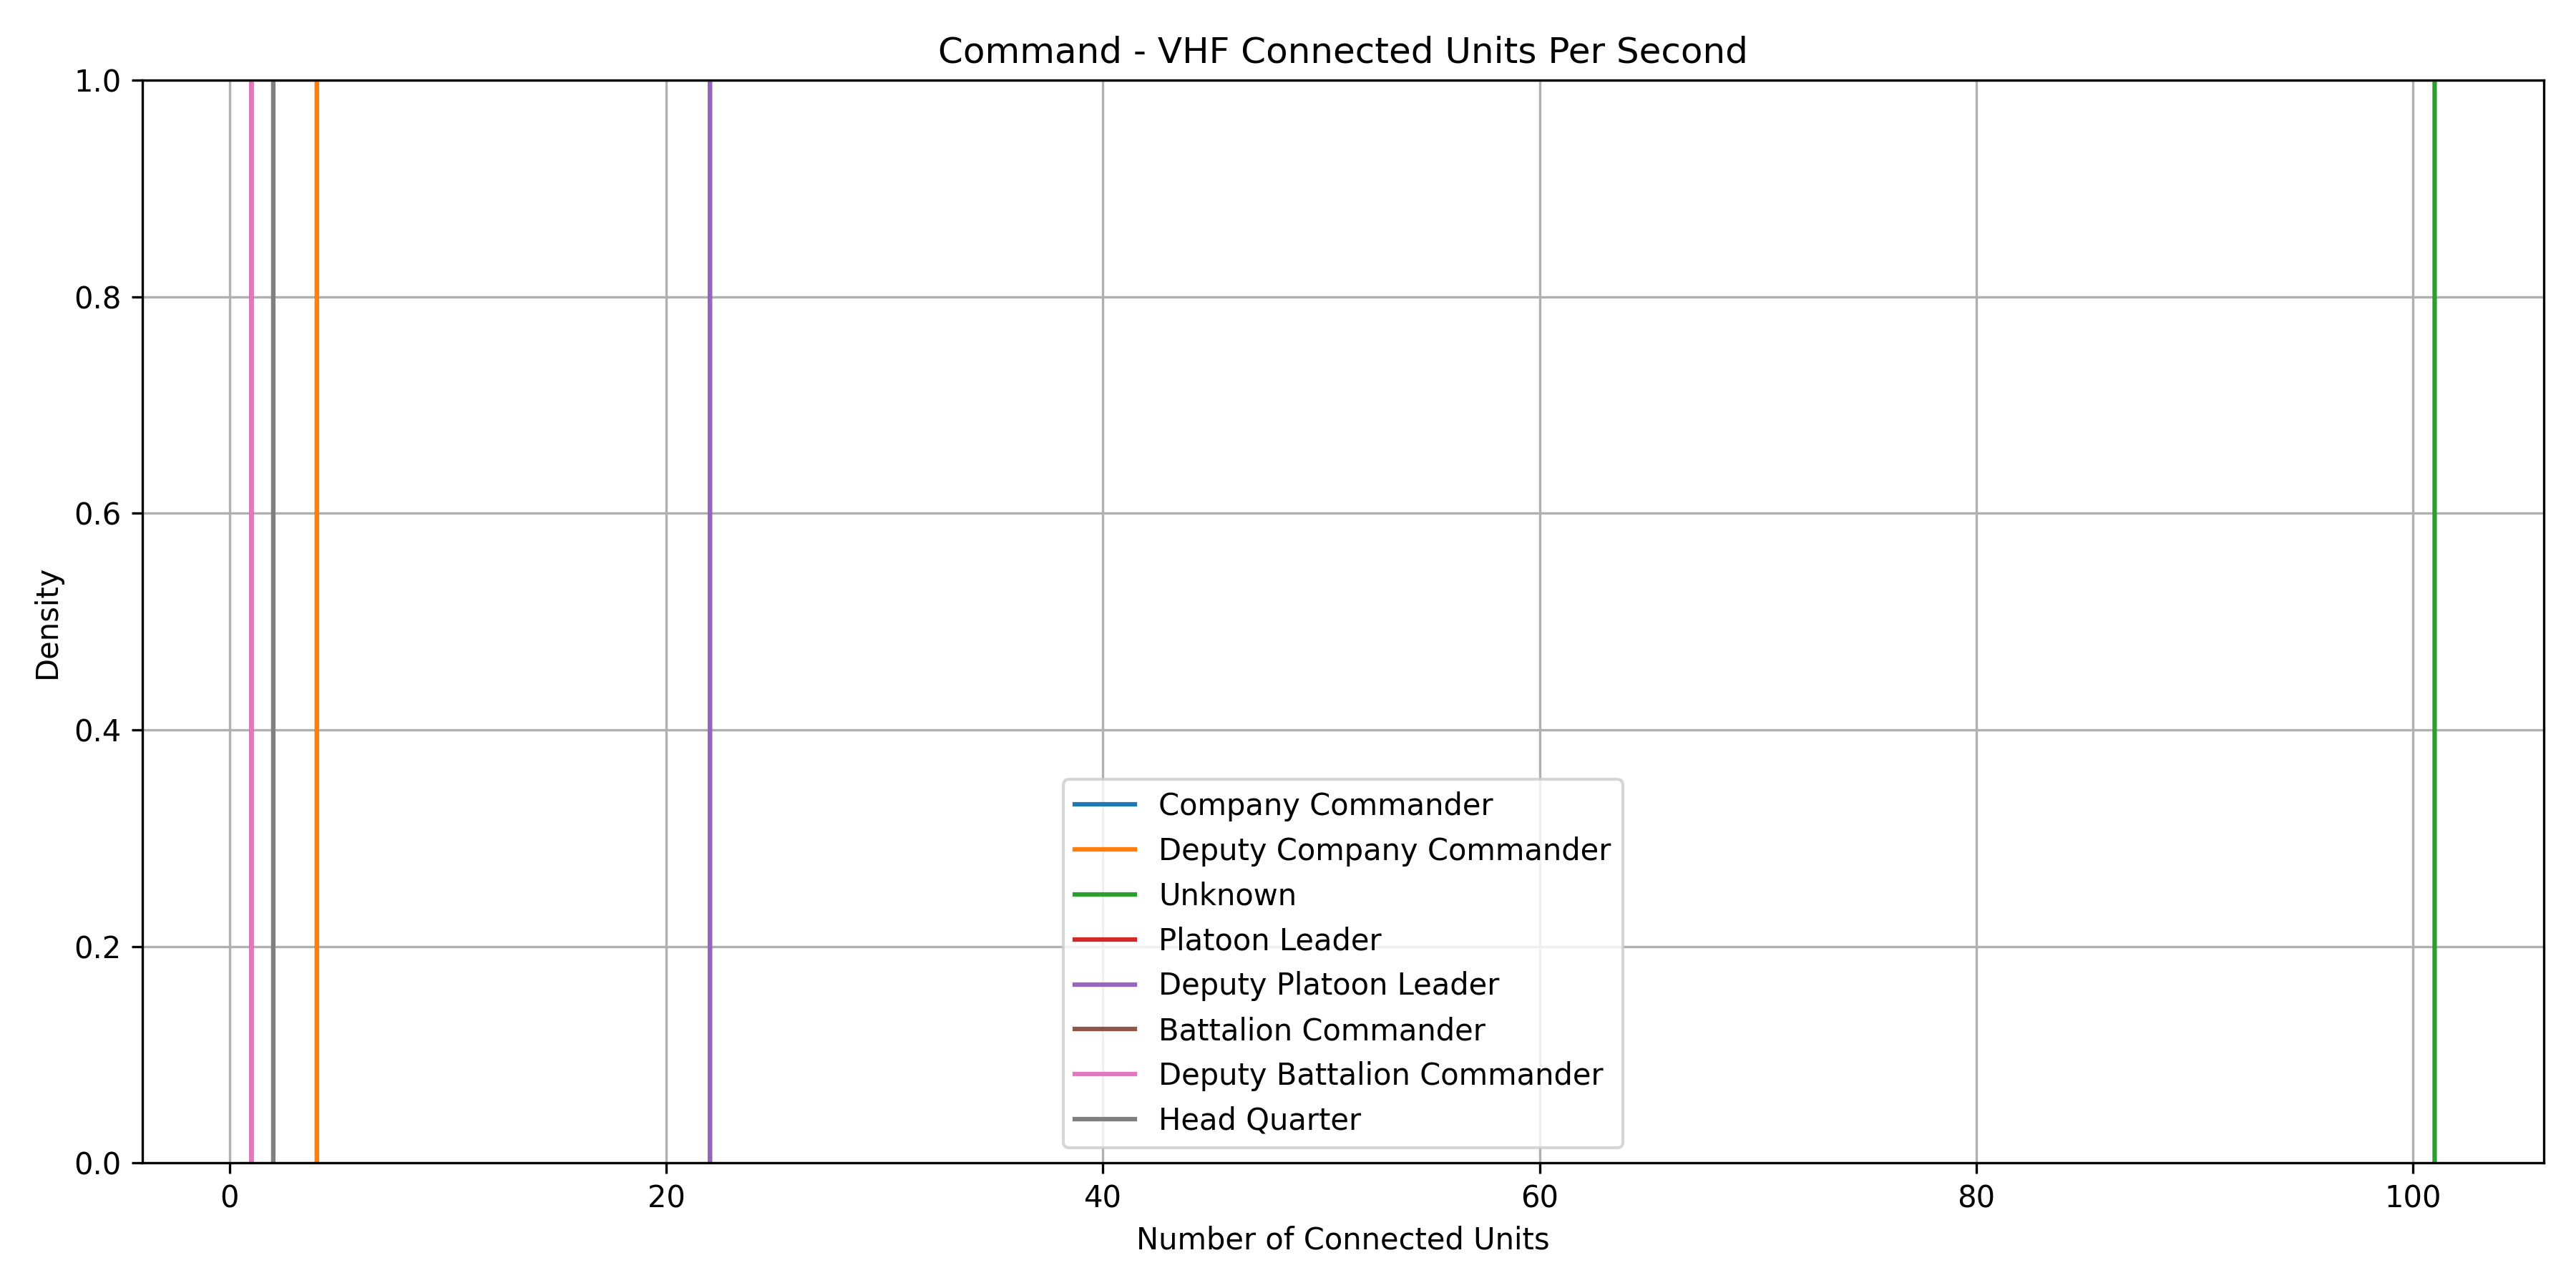 Command - VHF Connected Units Per Second
1.0
0.8
0.6
0.4
0.2
0.0
Density
Company Commander
Deputy Company Commander
Unknown
Platoon Leader
Deputy Platoon Leader
Battalion Commander
Deputy Battalion Commander
Head Quarter
0 20 40 60 80 100
Number of Connected Units